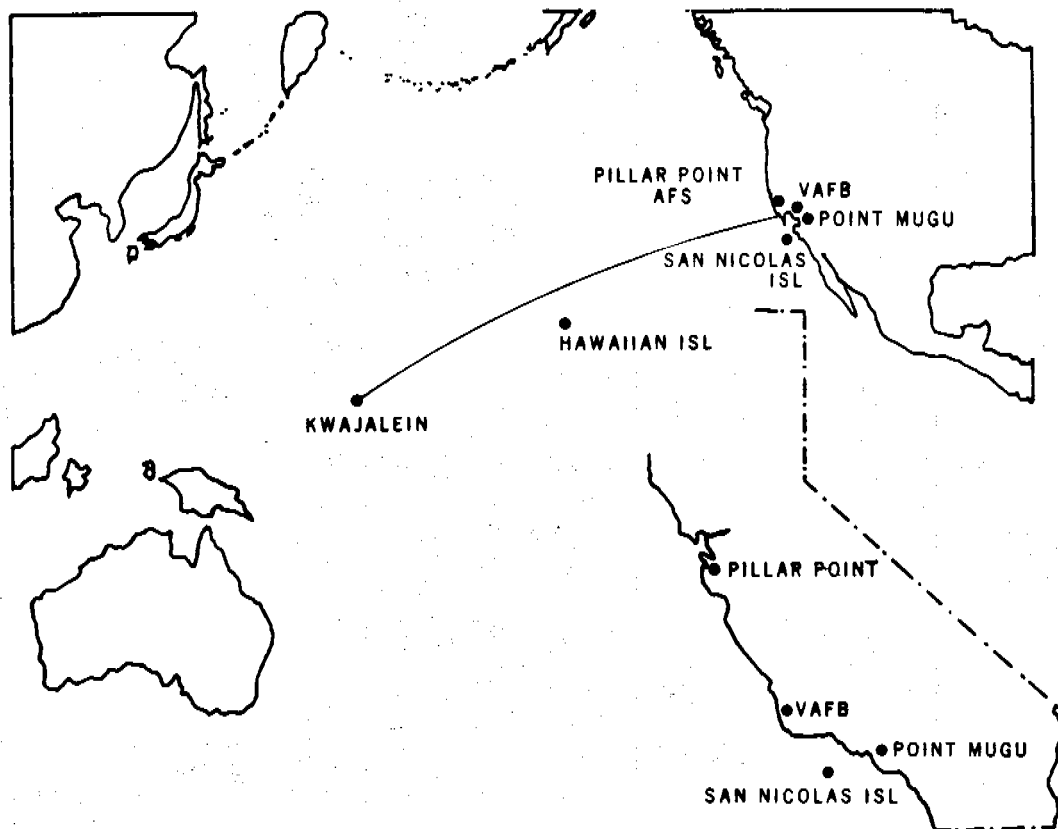 PILLAR POINT
AFS
VAFB
POINT MUGU
SAN NICOLAS
ISL
HAWAIIAN ISL
KWAJALEIN
PILLAR POINT
VAFB
POINT MUGU
SAN NICOLAS ISL